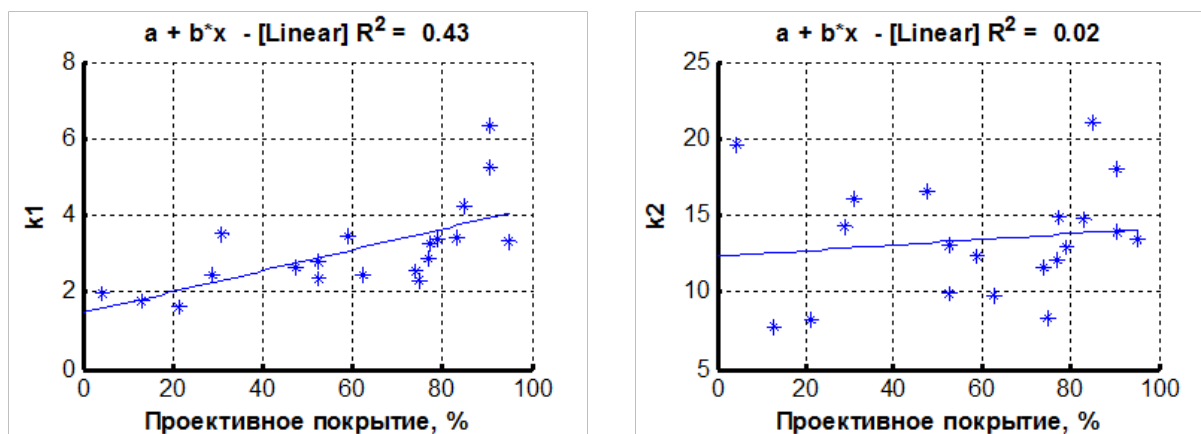 a + b*x - [Linear] R² = 0.43
8
6
4
2
0
k1
0 20 40 60 80 100
Проективное покрытие, %
a + b*x - [Linear] R² = 0.02
25
20
15
10
5
k2
0 20 40 60 80 100
Проективное покрытие, %